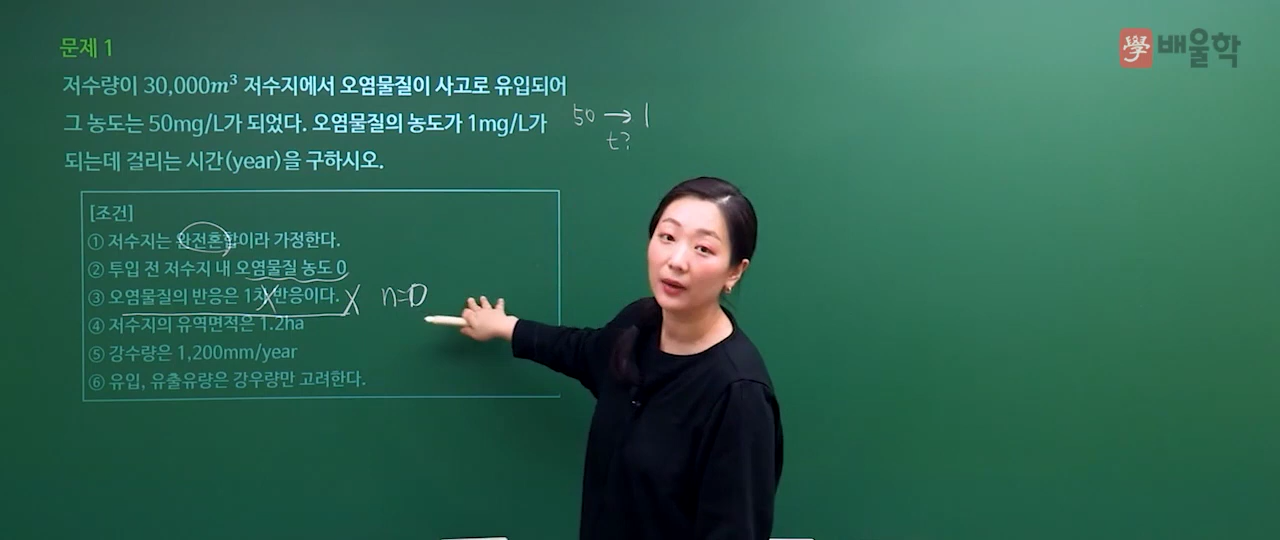 문제 1
學 배울학
저수량이 30,000m³ 저수지에서 오염물질이 사고로 유입되어
그 농도는 50mg/L가 되었다. 오염물질의 농도가 1mg/L가
되는데 걸리는 시간(year)을 구하시오.
50 → 1
t?
[조건]
① 저수지는 완전혼합이라 가정한다.
② 투입 전 저수지 내 오염물질 농도 0
③ 오염물질의 반응은 1차 반응이다. X n=0
④ 저수지의 유역면적은 1.2ha
⑤ 강수량은 1,200mm/year
⑥ 유입, 유출유량은 강우량만 고려한다.